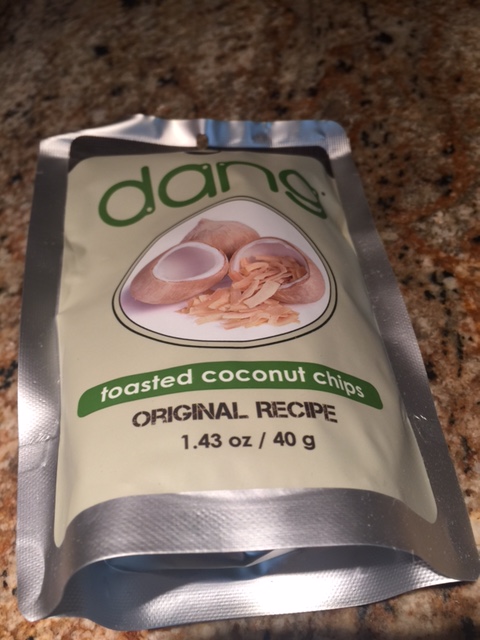 dang.
toasted coconut chips
ORIGINAL RECIPE
1.43 oz / 40 g